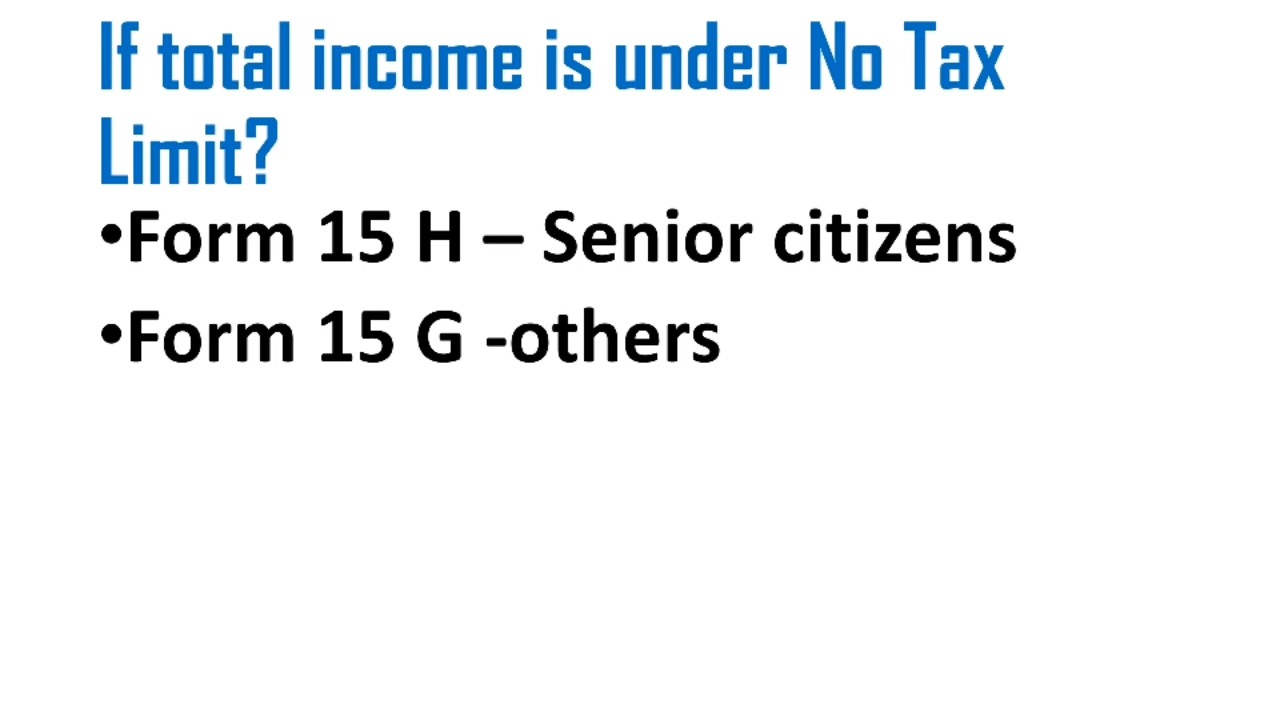 If total income is under No Tax
Limit?
•Form 15 H – Senior citizens
•Form 15 G -others